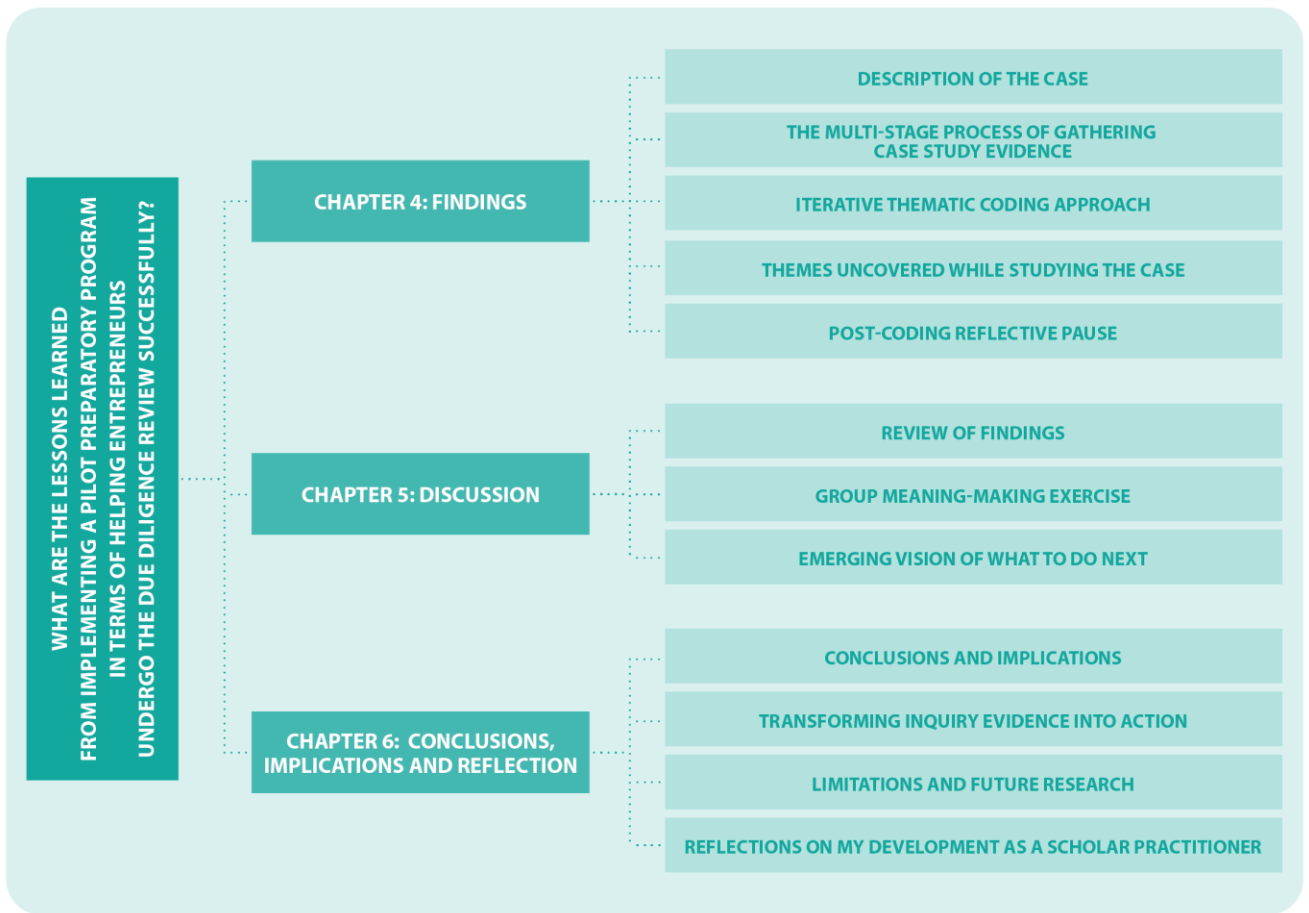 WHAT ARE THE LESSONS LEARNED
FROM IMPLEMENTING A PILOT PREPARATORY PROGRAM
IN TERMS OF HELPING ENTREPRENEURS
UNDERGO THE DUE DILIGENCE REVIEW SUCCESSFULLY?
CHAPTER 4: FINDINGS
DESCRIPTION OF THE CASE
THE MULTI-STAGE PROCESS OF GATHERING
CASE STUDY EVIDENCE
ITERATIVE THEMATIC CODING APPROACH
THEMES UNCOVERED WHILE STUDYING THE CASE
POST-CODING REFLECTIVE PAUSE
CHAPTER 5: DISCUSSION
REVIEW OF FINDINGS
GROUP MEANING-MAKING EXERCISE
EMERGING VISION OF WHAT TO DO NEXT
CHAPTER 6: CONCLUSIONS,
IMPLICATIONS AND REFLECTION
CONCLUSIONS AND IMPLICATIONS
TRANSFORMING INQUIRY EVIDENCE INTO ACTION
LIMITATIONS AND FUTURE RESEARCH
REFLECTIONS ON MY DEVELOPMENT AS A SCHOLAR PRACTITIONER